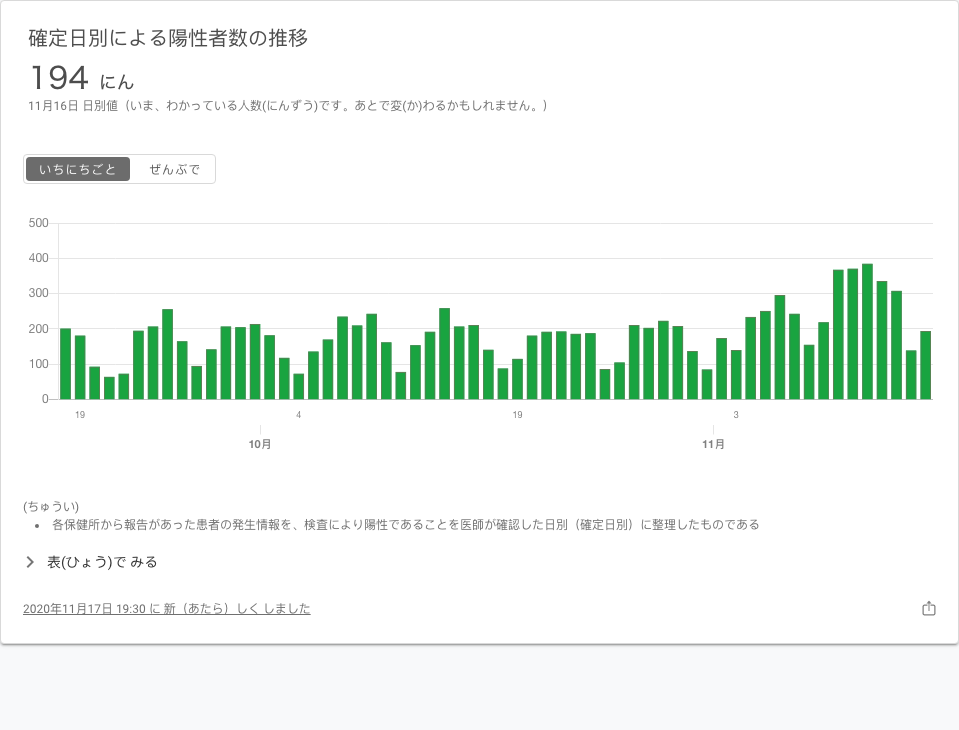 確定日別による陽性者数の推移
194 にん
11月16日 日別値（いま、わかっている人数(にんずう)です。あとで変(か)わるかもしれません。）
いちにちごと ぜんぶで
500
400
300
200
100
0
19 4 19 3
10月 11月
(ちゅうい)
• 各保健所から報告があった患者の発生情報を、検査により陽性であることを医師が確認した日別（確定日別）に整理したものである
表(ひょう)で みる
2020年11月17日 19:30 に 新（あたら）しく しました